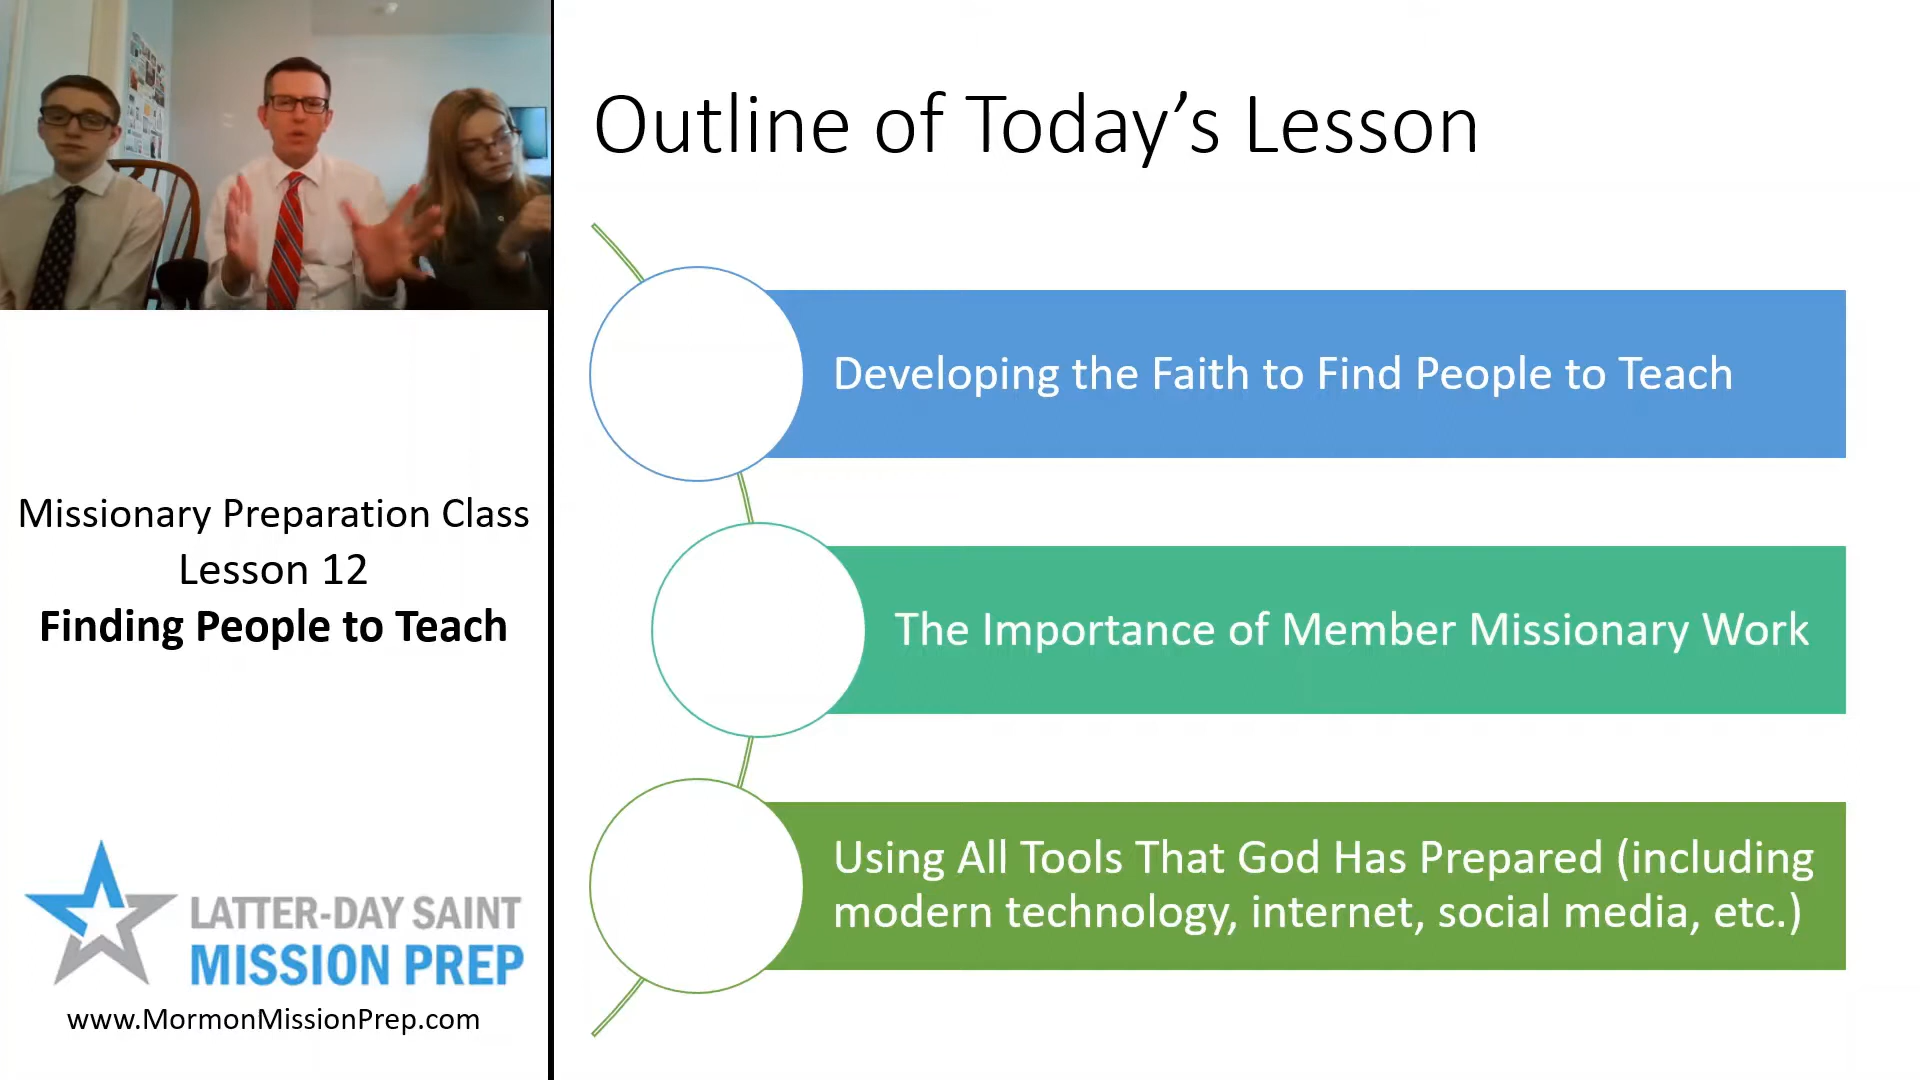 Outline of Today's Lesson
Developing the Faith to Find People to Teach
The Importance of Member Missionary Work
Using All Tools That God Has Prepared (including
modern technology, internet, social media, etc.)
Missionary Preparation Class
Lesson 12
Finding People to Teach
LATTER-DAY SAINT
MISSION PREP
www.MormonMissionPrep.com